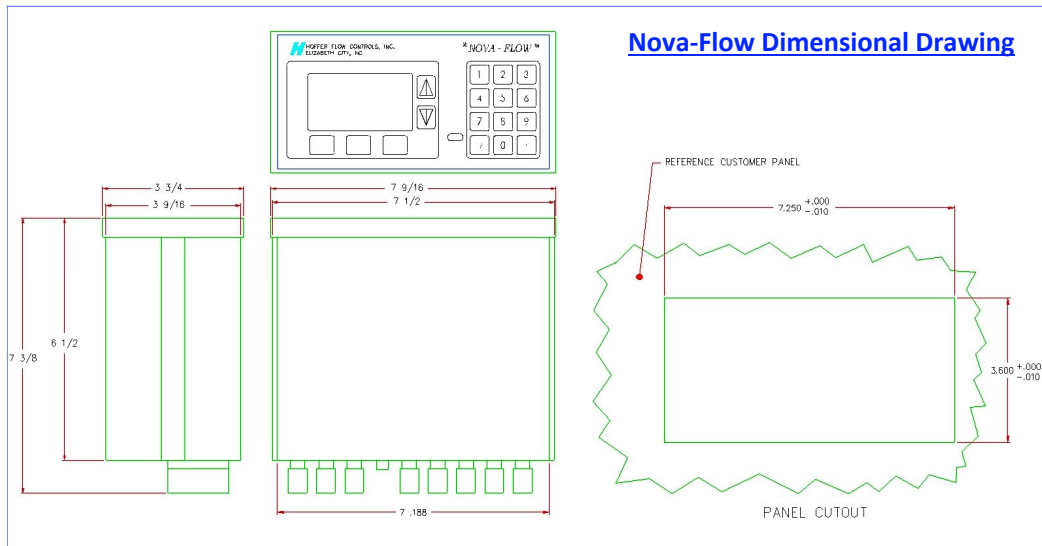 Nova-Flow Dimensional Drawing
H HOFFER FLOW CONTROLS, INC.
ELIZABETH CITY, NC
"NOVA - FLOW"™
1 2 3
4 5 6
7 8 9
0
REFERENCE CUSTOMER PANEL
3 3/4
3 9/16
7 9/16
7 1/2
7.250 +.000
-.010
6 1/2
7 3/8
3.600 +.000
-.010
7 .188
PANEL CUTOUT